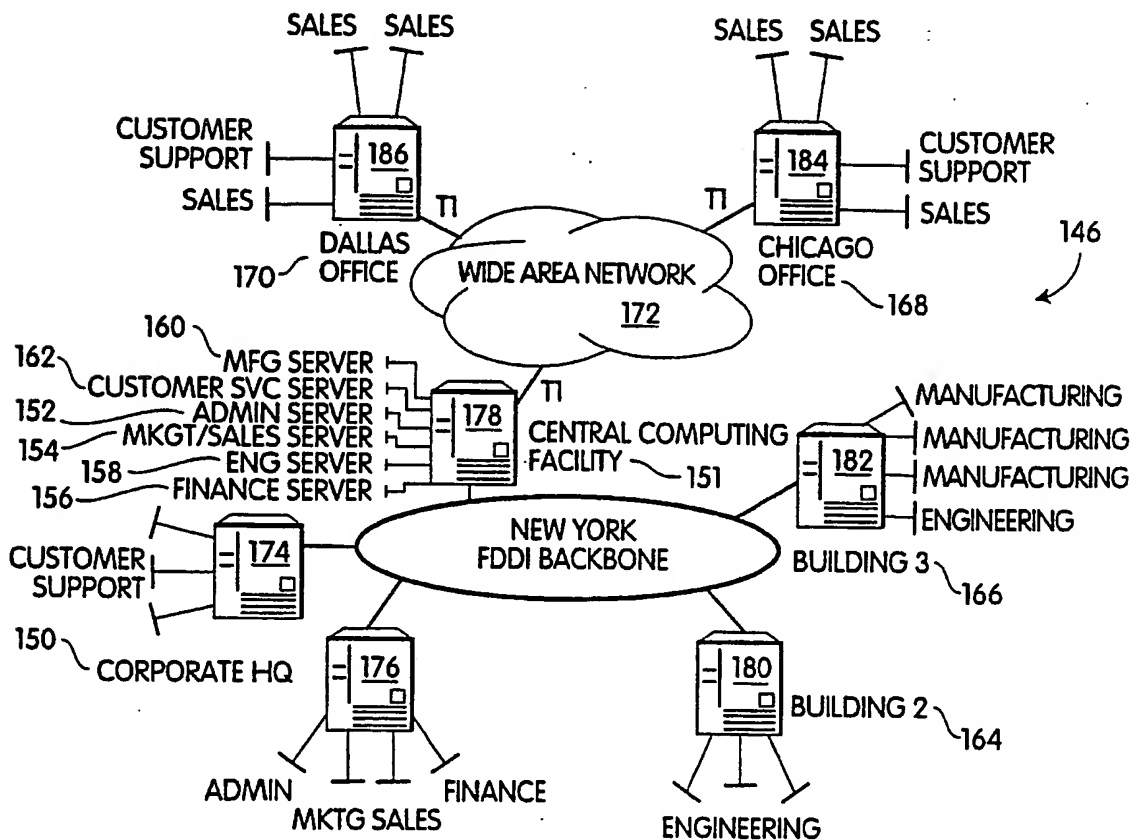 SALES SALES
SALES SALES
CUSTOMER
SUPPORT
SALES
186
184
CUSTOMER
SUPPORT
SALES
T1
T1
DALLAS
OFFICE
170
CHICAGO
OFFICE
168
146
WIDE AREA NETWORK
172
160
MFG SERVER
162
CUSTOMER SVC SERVER
152
ADMIN SERVER
154
MKGT/SALES SERVER
158
ENG SERVER
156
FINANCE SERVER
T1
178
CENTRAL COMPUTING
FACILITY
151
MANUFACTURING
MANUFACTURING
MANUFACTURING
ENGINEERING
182
BUILDING 3
166
NEW YORK
FDDI BACKBONE
CUSTOMER
SUPPORT
174
150
CORPORATE HQ
176
180
BUILDING 2
164
ADMIN
MKTG SALES
FINANCE
ENGINEERING